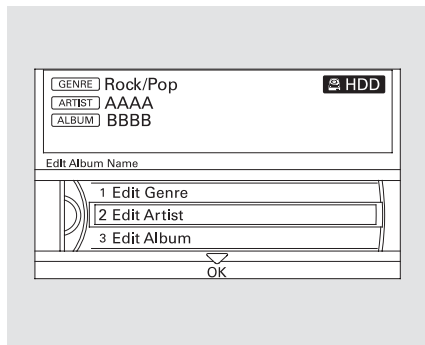 GENRE Rock/Pop HDD
ARTIST AAAA
ALBUM BBBB
Edit Album Name
1 Edit Genre
2 Edit Artist
3 Edit Album
OK